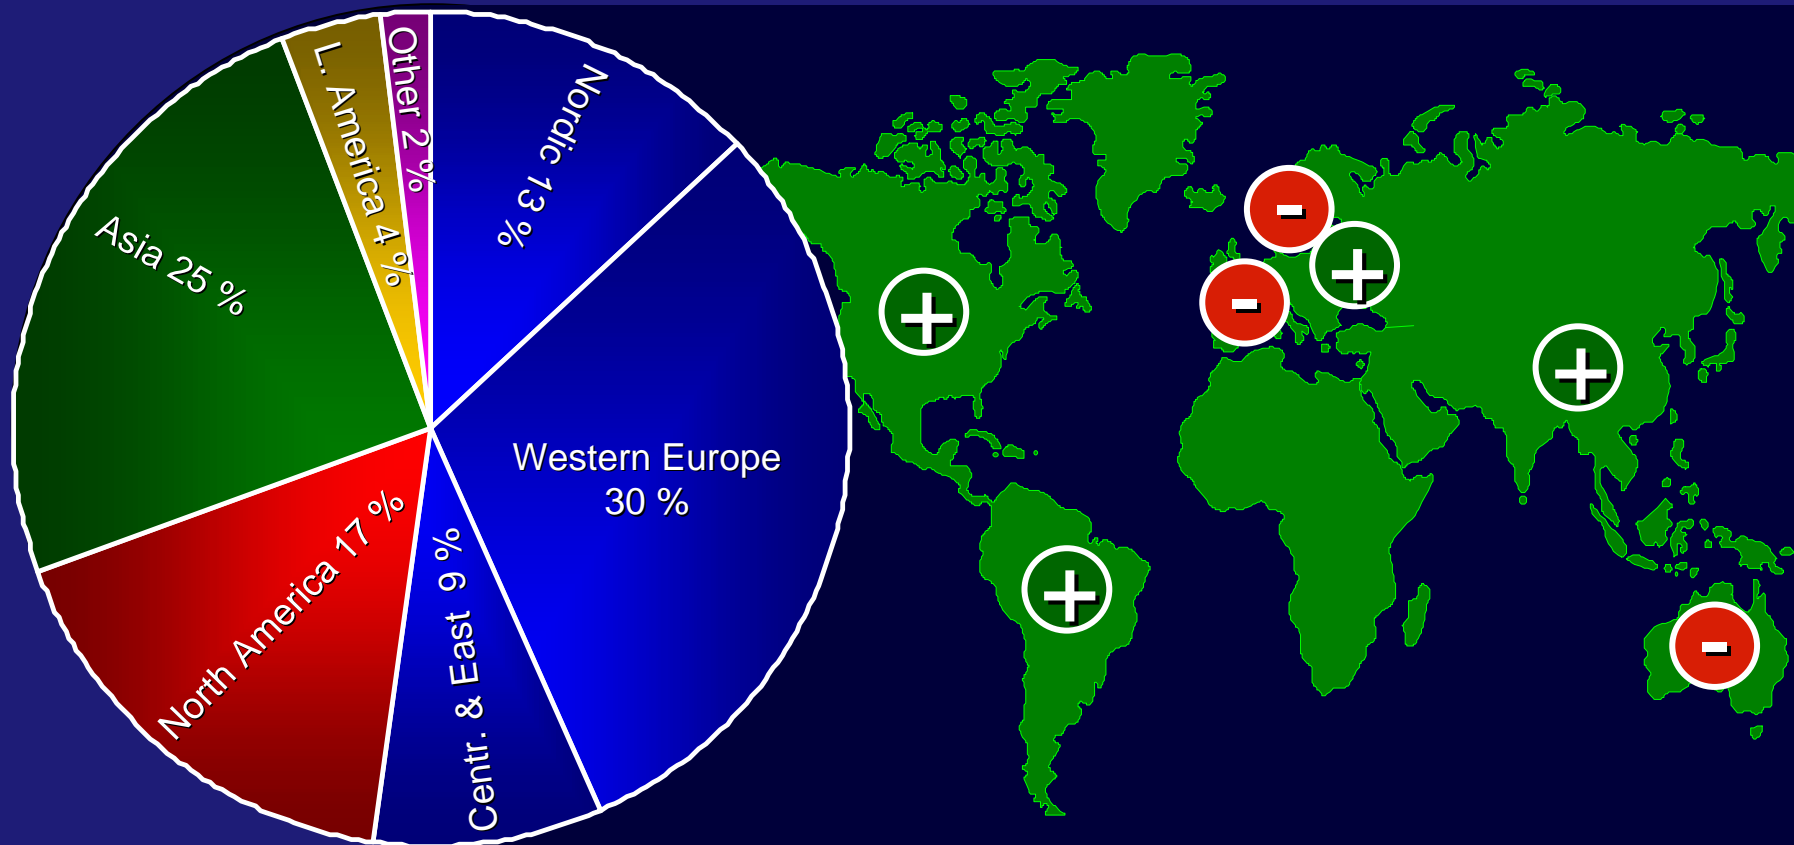 Nordic 13 %
Western Europe
30 %
Centr. & East 9 %
North America 17 %
Asia 25 %
L. America 4 %
Other 2 %
+
-
-
+
+
+
-